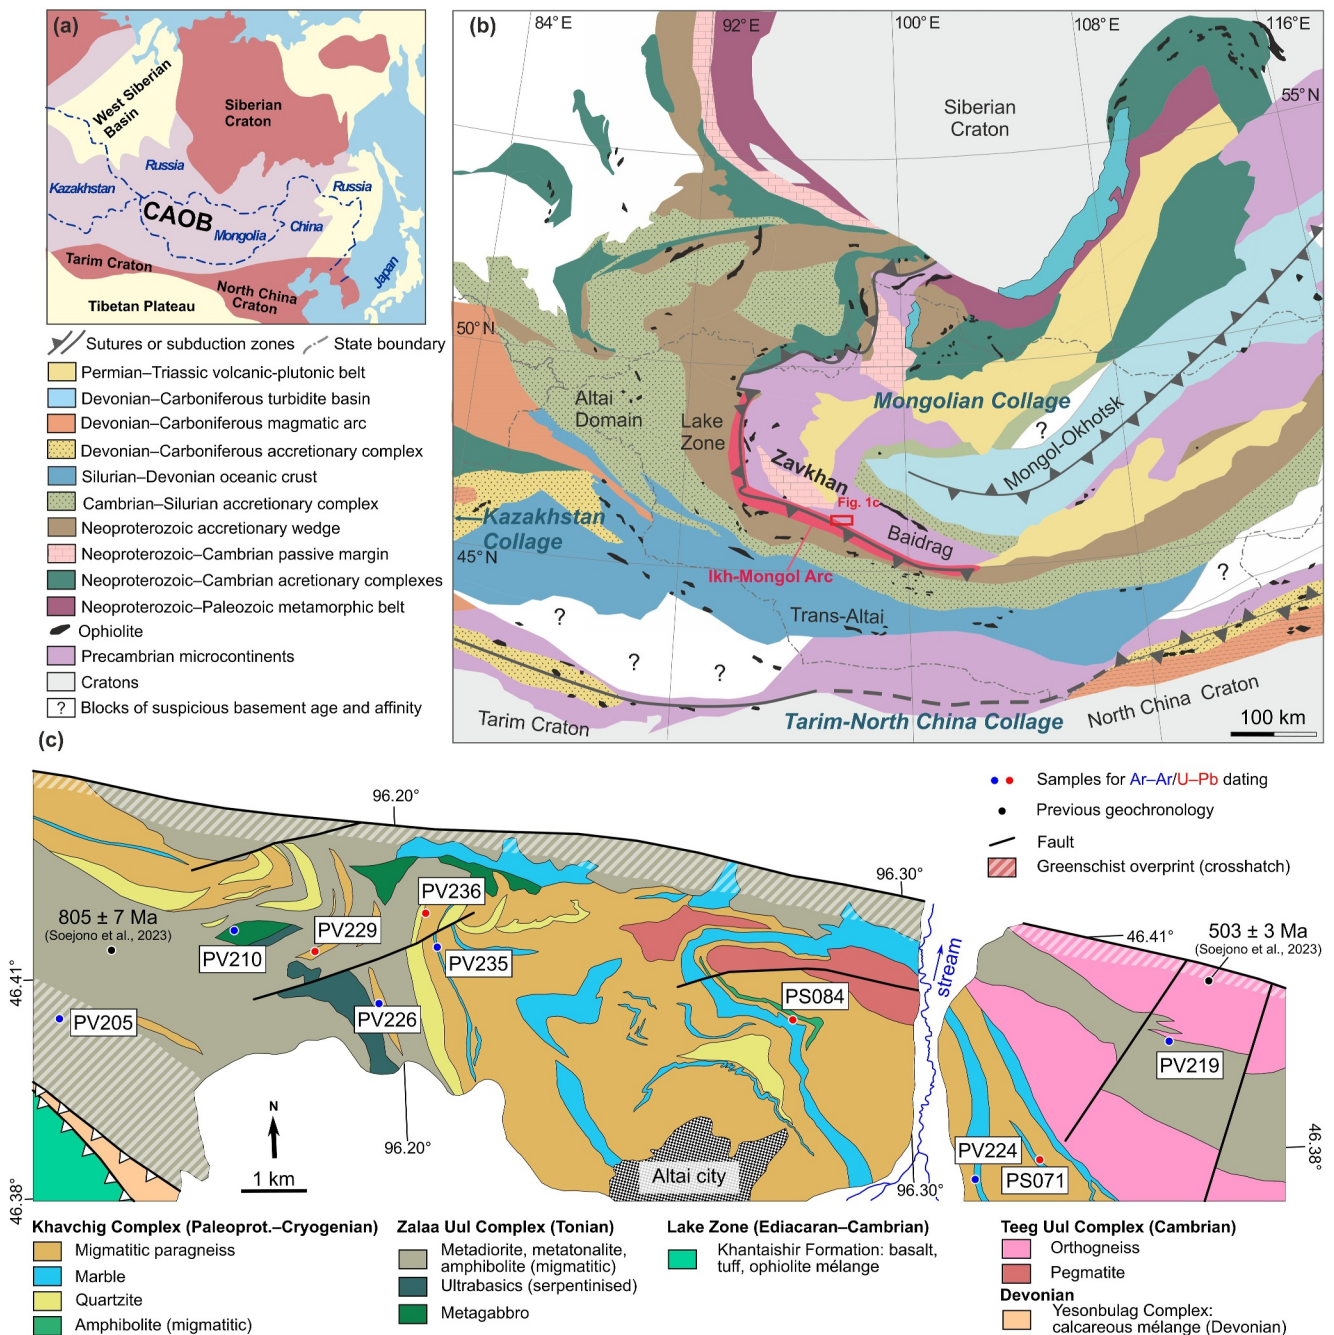 (a)
West Siberian
Basin
Siberian
Craton
Russia
Kazakhstan
Russia
CAOB
Mongolia
China
Japan
Tarim Craton
North China
Craton
Tibetan Plateau
Sutures or subduction zones
State boundary
Permian–Triassic volcanic-plutonic belt
Devonian–Carboniferous turbidite basin
Devonian–Carboniferous magmatic arc
Devonian–Carboniferous accretionary complex
Silurian–Devonian oceanic crust
Cambrian–Silurian accretionary complex
Neoproterozoic accretionary wedge
Neoproterozoic–Cambrian passive margin
Neoproterozoic–Cambrian acretionary complexes
Neoproterozoic–Paleozoic metamorphic belt
Ophiolite
Precambrian microcontinents
Cratons
? Blocks of suspicious basement age and affinity
(b)
84° E
92°E
100°E
108°E
116°E
55° N
Siberian
Craton
50° N
Altai
Domain
Lake
Zone
Mongolian Collage
?
Mongol-Okhotsk
Zavkhan
Fig. 1c
Kazakhstan
Collage
45° N
Baidrag
Ikh-Mongol Arc
Trans-Altai
?
?
?
?
Tarim Craton
Tarim-North China Collage
North China Craton
100 km
(c)
Samples for Ar–Ar/U–Pb dating
Previous geochronology
Fault
Greenschist overprint (crosshatch)
96.20°
96.30°
805 ± 7 Ma
(Soejono et al., 2023)
PV236
PV229
PV210
PV235
46.41°
PV205
PV226
PS084
stream
46.41°
503 ± 3 Ma
(Soejono et al., 2023)
PV219
N
1 km
96.20°
Altai city
96.30°
PV224
PS071
46.38°
46.38°
Khavchig Complex (Paleoprot.–Cryogenian)
Migmatitic paragneiss
Marble
Quartzite
Amphibolite (migmatitic)
Zalaa Uul Complex (Tonian)
Metadiorite, metatonalite,
amphibolite (migmatitic)
Ultrabasics (serpentinised)
Metagabbro
Lake Zone (Ediacaran–Cambrian)
Khantaishir Formation: basalt,
tuff, ophiolite mélange
Teeg Uul Complex (Cambrian)
Orthogneiss
Pegmatite
Devonian
Yesonbulag Complex:
calcareous mélange (Devonian)